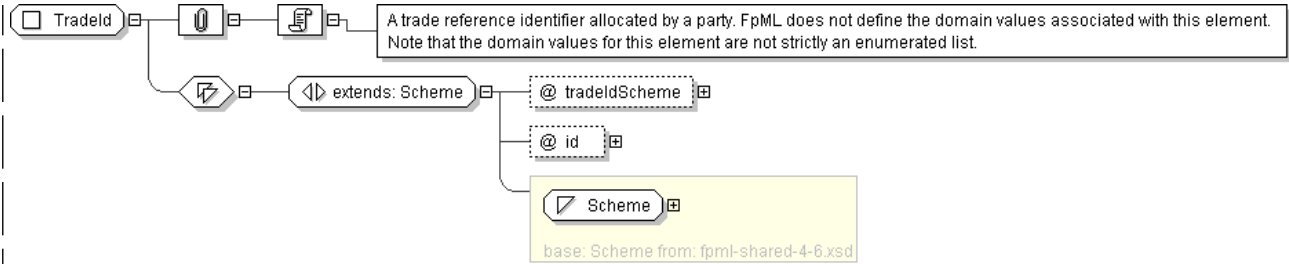 TradeId
A trade reference identifier allocated by a party. FpML does not define the domain values associated with this element.
Note that the domain values for this element are not strictly an enumerated list.
extends: Scheme
@ tradeIdScheme
@ id
Scheme
base: Scheme from: fpml-shared-4-6.xsd